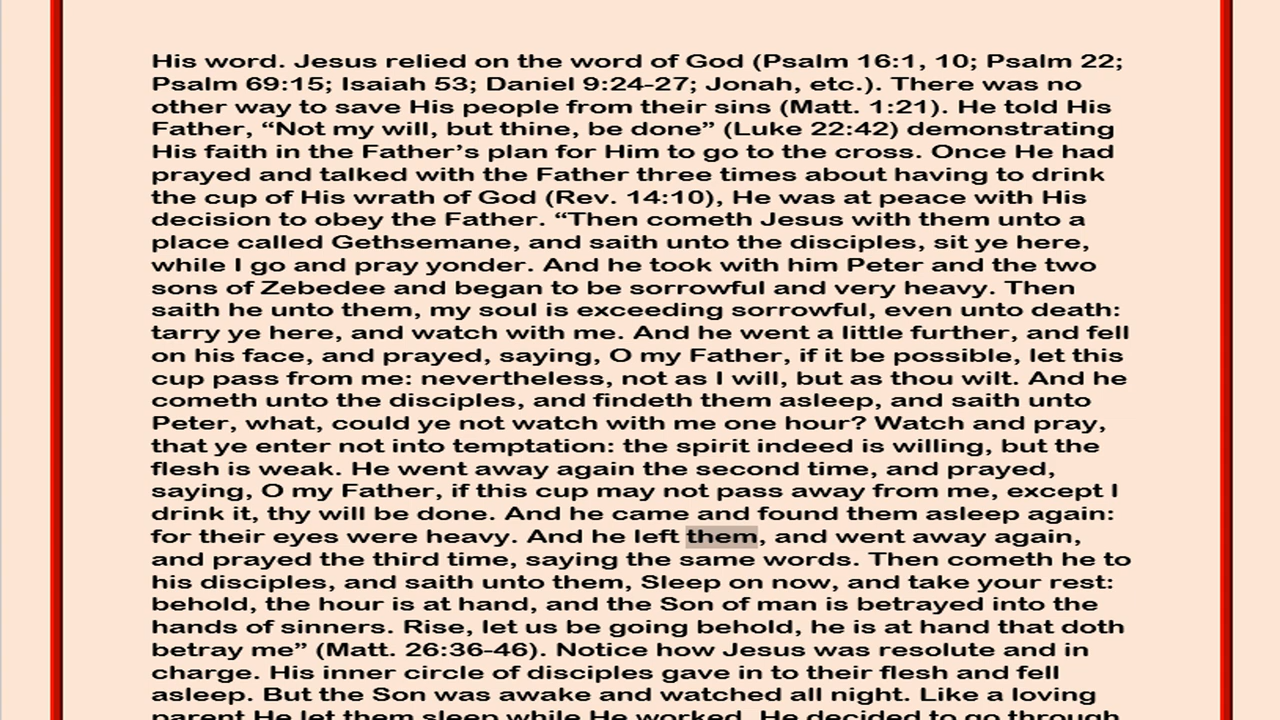 His word. Jesus relied on the word of God (Psalm 16:1, 10; Psalm 22;
Psalm 69:15; Isaiah 53; Daniel 9:24-27; Jonah, etc.). There was no
other way to save His people from their sins (Matt. 1:21). He told His
Father, “Not my will, but thine, be done” (Luke 22:42) demonstrating
His faith in the Father’s plan for Him to go to the cross. Once He had
prayed and talked with the Father three times about having to drink
the cup of His wrath of God (Rev. 14:10), He was at peace with His
decision to obey the Father. “Then cometh Jesus with them unto a
place called Gethsemane, and saith unto the disciples, sit ye here,
while I go and pray yonder. And he took with him Peter and the two
sons of Zebedee and began to be sorrowful and very heavy. Then
saith he unto them, my soul is exceeding sorrowful, even unto death:
tarry ye here, and watch with me. And he went a little further, and fell
on his face, and prayed, saying, O my Father, if it be possible, let this
cup pass from me: nevertheless, not as I will, but as thou wilt. And he
cometh unto the disciples, and findeth them asleep, and saith unto
Peter, what, could ye not watch with me one hour? Watch and pray,
that ye enter not into temptation: the spirit indeed is willing, but the
flesh is weak. He went away again the second time, and prayed,
saying, O my Father, if this cup may not pass away from me, except I
drink it, thy will be done. And he came and found them asleep again:
for their eyes were heavy. And he left them, and went away again,
and prayed the third time, saying the same words. Then cometh he to
his disciples, and saith unto them, Sleep on now, and take your rest:
behold, the hour is at hand, and the Son of man is betrayed into the
hands of sinners. Rise, let us be going behold, he is at hand that doth
betray me” (Matt. 26:36-46). Notice how Jesus was resolute and in
charge. His inner circle of disciples gave in to their flesh and fell
asleep. But the Son was awake and watched all night. Like a loving
parent He let them sleep while He worked. He decided to go through